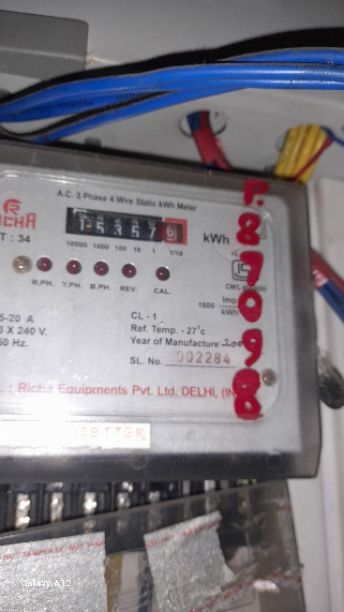 RICHA
A.C. 3 Phase 4 Wire Static kWh Meter
1 5 3 5 7 6
kWh
T : 34
10000 1000 100 10 1 1/10
R.PH. Y.PH. B.PH. REV. CAL.
1600 Imp/kWh
5-20 A
3 X 240 V.
50 Hz.
CL - 1
Ref. Temp. - 27°c
Year of Manufacture
SL. No. 002284
: Richa Equipments Pvt. Ltd. DELHI, (IN
P.87098
Galaxy A12